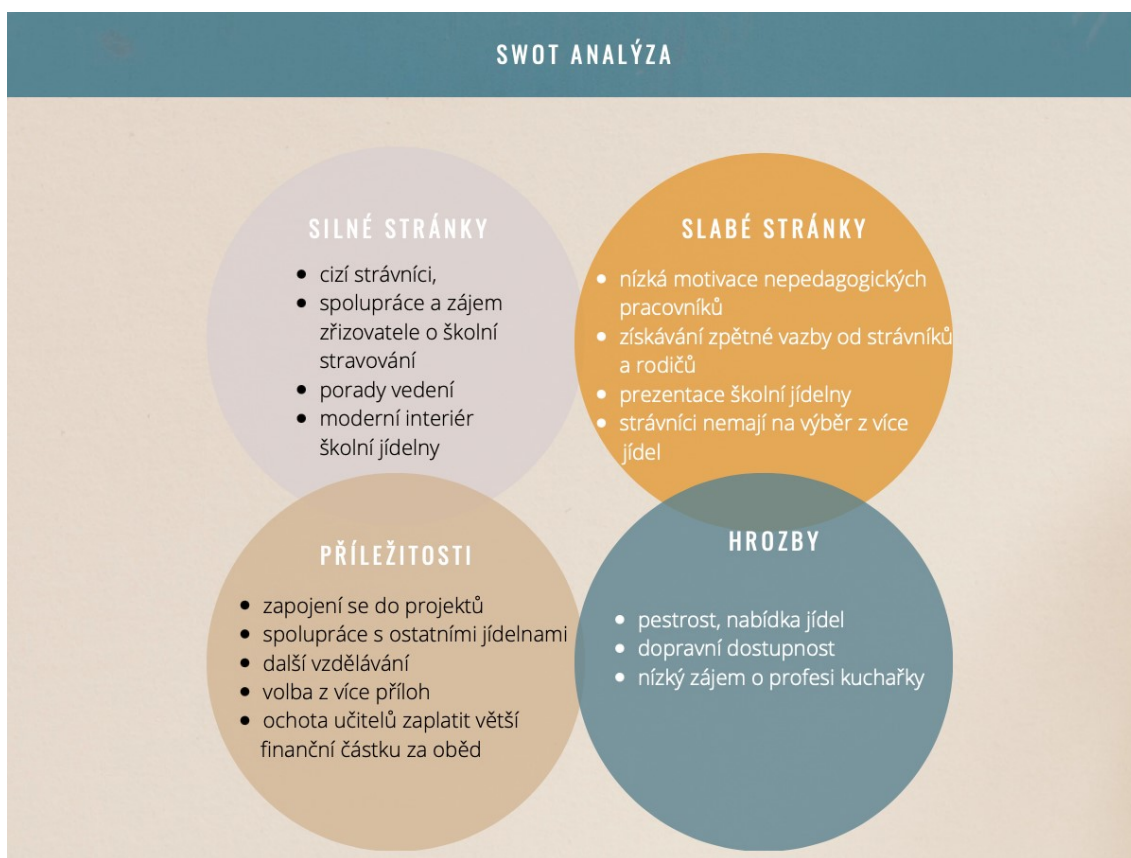 SWOT ANALÝZA
SILNÉ STRÁNKY
• cizí strávníci,
• spolupráce a zájem
zřizovatele o školní
stravování
• porady vedení
• moderní interiér
školní jídelny
SLABÉ STRÁNKY
• nízká motivace nepedagogických
pracovníků
• získávání zpětné vazby od strávníků
a rodičů
• prezentace školní jídelny
• strávníci nemají na výběr z více
jídel
PŘÍLEŽITOSTI
• zapojení se do projektů
• spolupráce s ostatními jídelnami
• další vzdělávání
• volba z více příloh
• ochota učitelů zaplatit větší
finanční částku za oběd
HROZBY
• pestrost, nabídka jídel
• dopravní dostupnost
• nízký zájem o profesi kuchařky